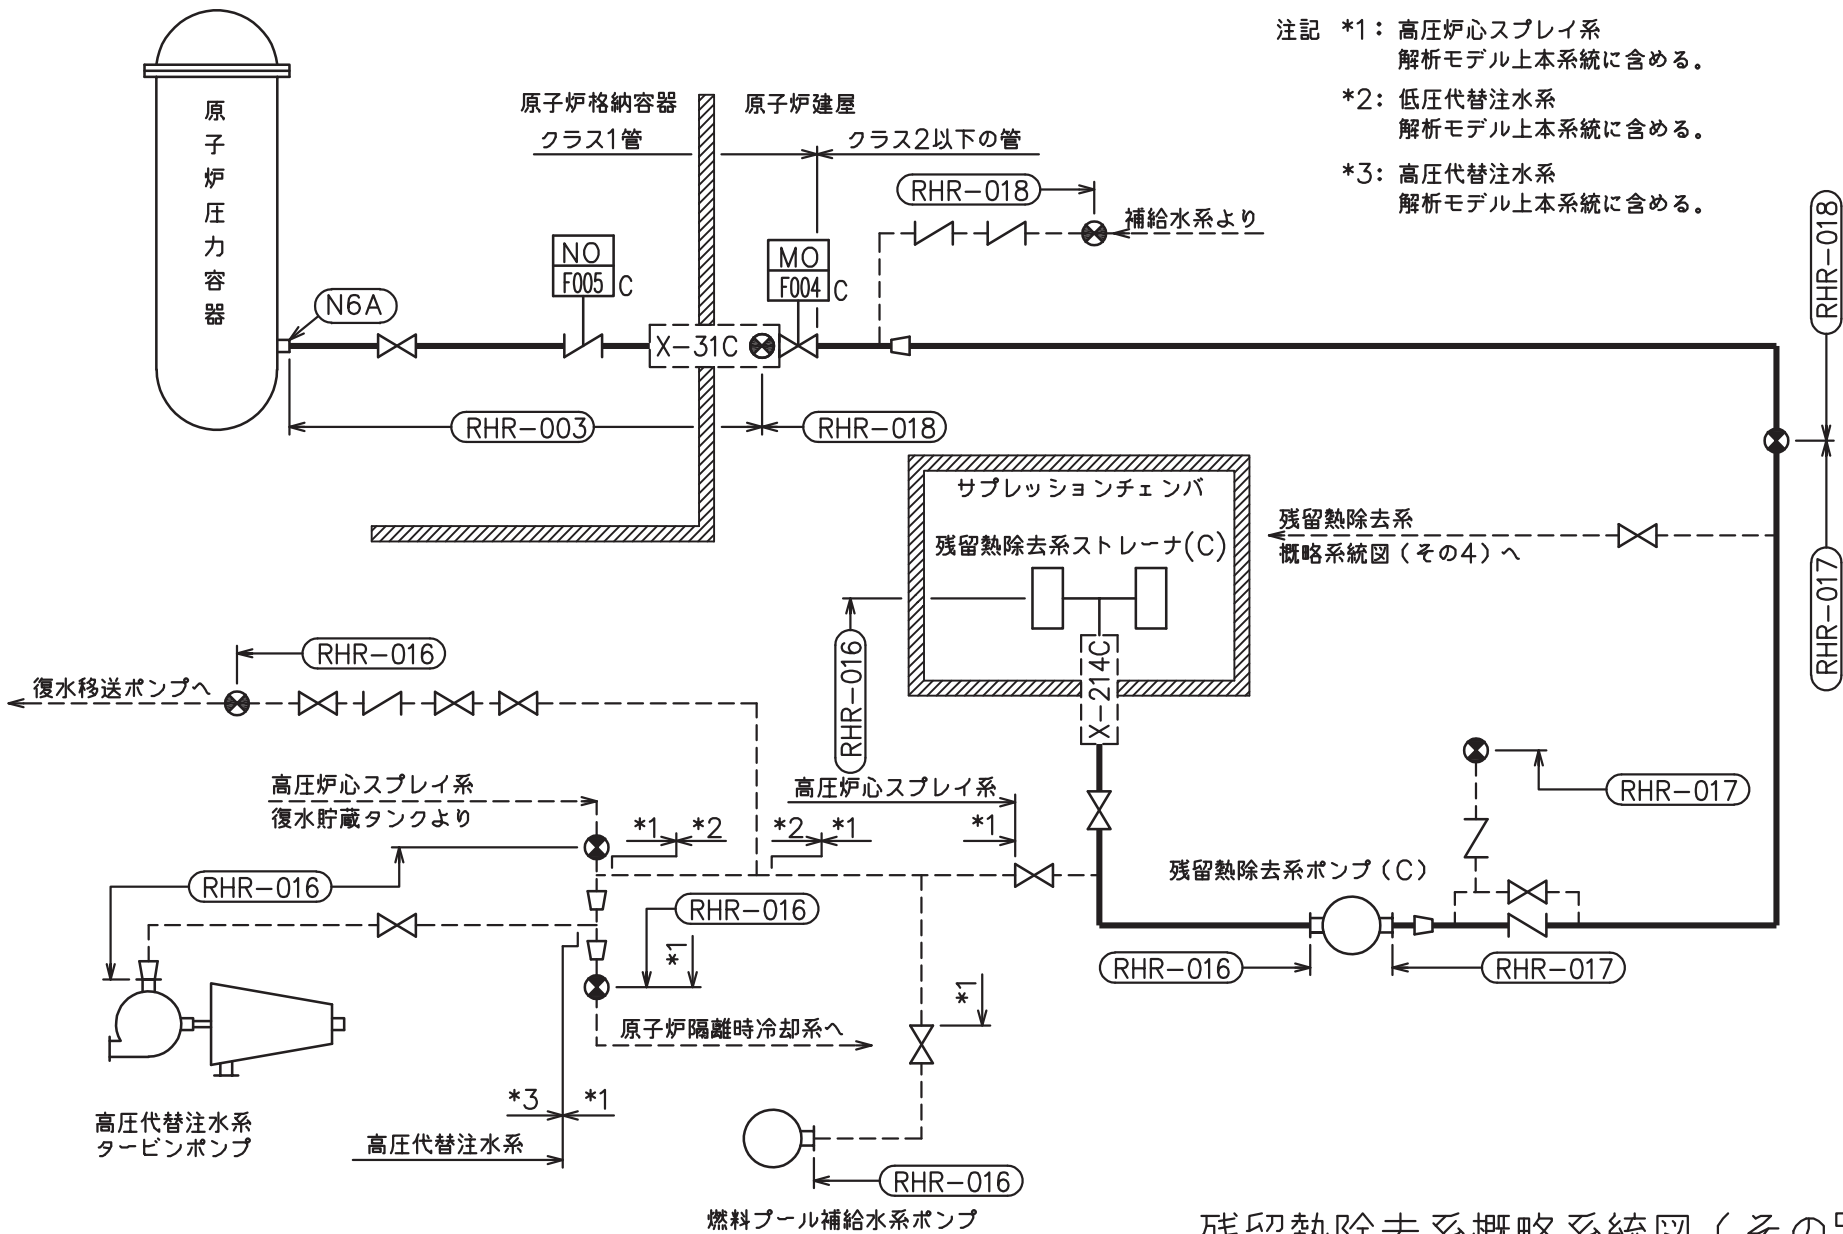 注記 *1: 高圧炉心スプレイ系
解析モデル上本系統に含める。
*2: 低圧代替注水系
解析モデル上本系統に含める。
*3: 高圧代替注水系
解析モデル上本系統に含める。
原子炉圧力容器
原子炉格納容器
クラス1管
原子炉建屋
クラス2以下の管
RHR-018
補給水系より
NO
F005 C
MO
F004 C
N6A
X-31C
RHR-003
RHR-018
RHR-018
RHR-017
サプレッションチェンバ
残留熱除去系ストレーナ(C)
残留熱除去系
概略系統図(その4)へ
RHR-016
X-214C
RHR-016
復水移送ポンプへ
高圧炉心スプレイ系
復水貯蔵タンクより
高圧炉心スプレイ系
*1 *2
*2 *1
*1
RHR-017
残留熱除去系ポンプ(C)
RHR-016
RHR-016
*1
RHR-016
RHR-017
*1
原子炉隔離時冷却系へ
高圧代替注水系
タービンポンプ
*3 *1
高圧代替注水系
RHR-016
燃料プール補給水系ポンプ
残留熱除去系概略系統図(その